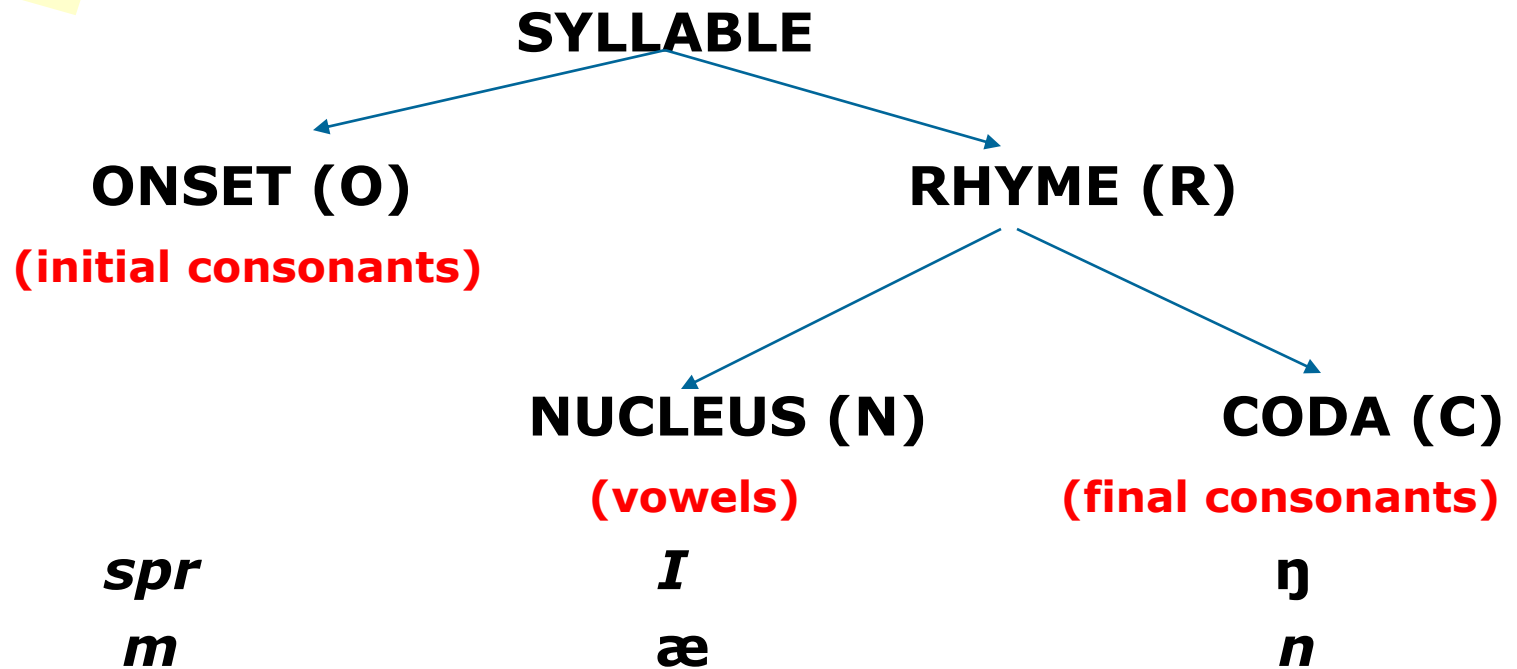 SYLLABLE
ONSET (O) RHYME (R)
(initial consonants)
NUCLEUS (N) CODA (C)
(vowels) (final consonants)
spr I ŋ
m æ n